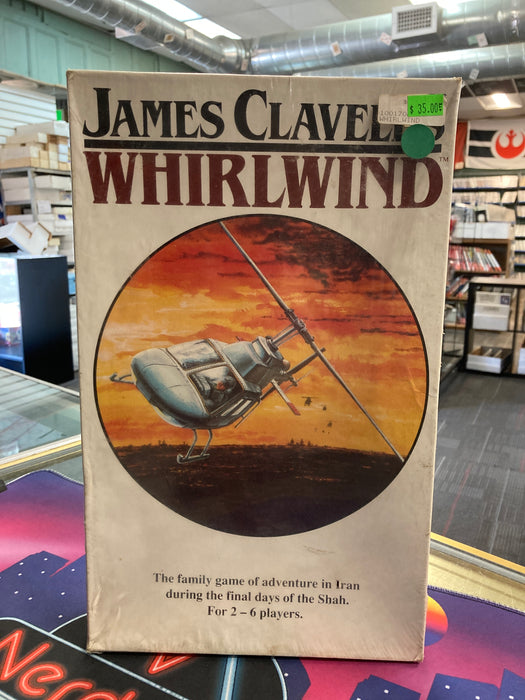 $ 35.00
WHIRLWIND
JAMES CLAVELL'S
WHIRLWIND™
The family game of adventure in Iran
during the final days of the Shah.
For 2 – 6 players.